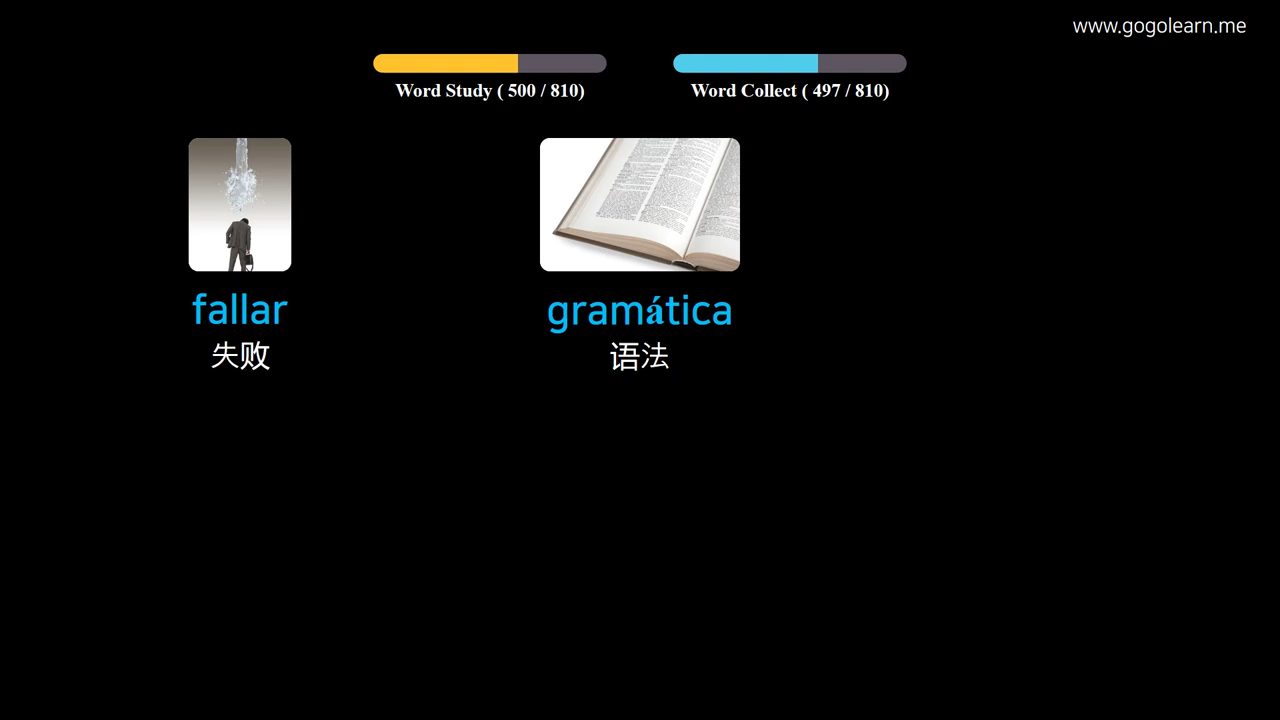 www.gogolearn.me
Word Study ( 500 / 810)
Word Collect ( 497 / 810)
fallar
失败
gramática
语法